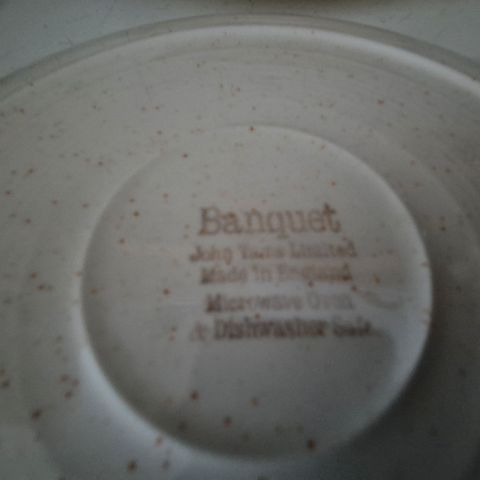 Banquet
John Tams Limited
Made in England
Microwave Oven
& Dishwasher Safe